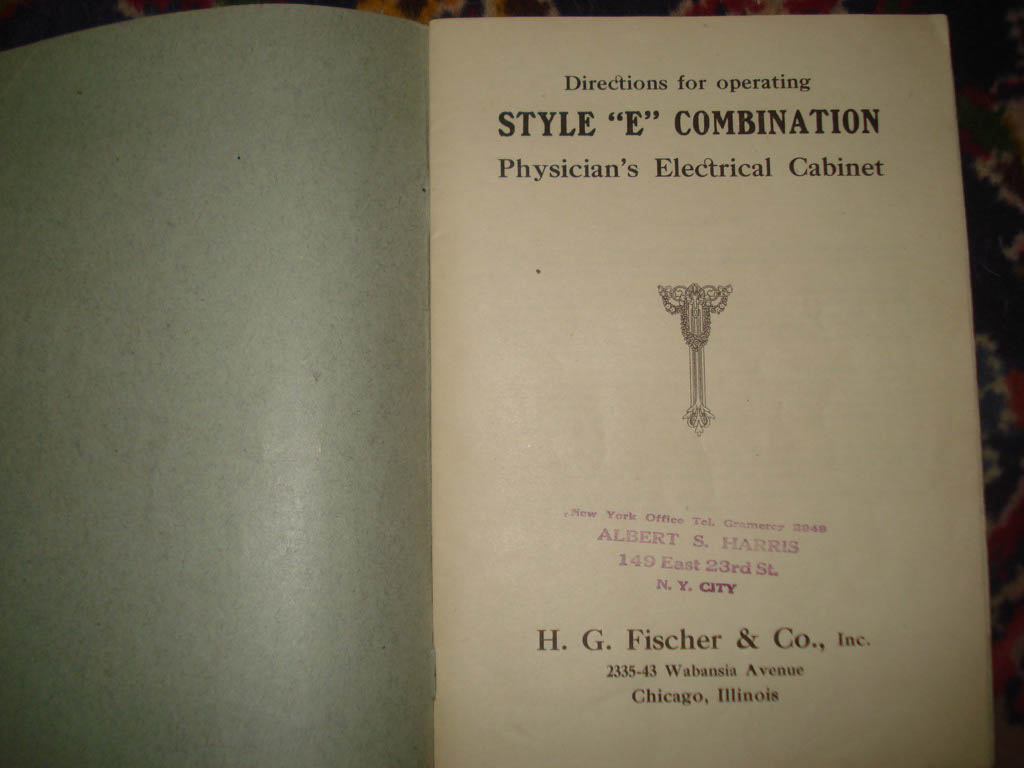 Directions for operating
STYLE "E" COMBINATION
Physician's Electrical Cabinet
New York Office Tel. Gramercy 2949
ALBERT S. HARRIS
149 East 23rd St.
N. Y. CITY
H. G. Fischer & Co., Inc.
2335-43 Wabansia Avenue
Chicago, Illinois